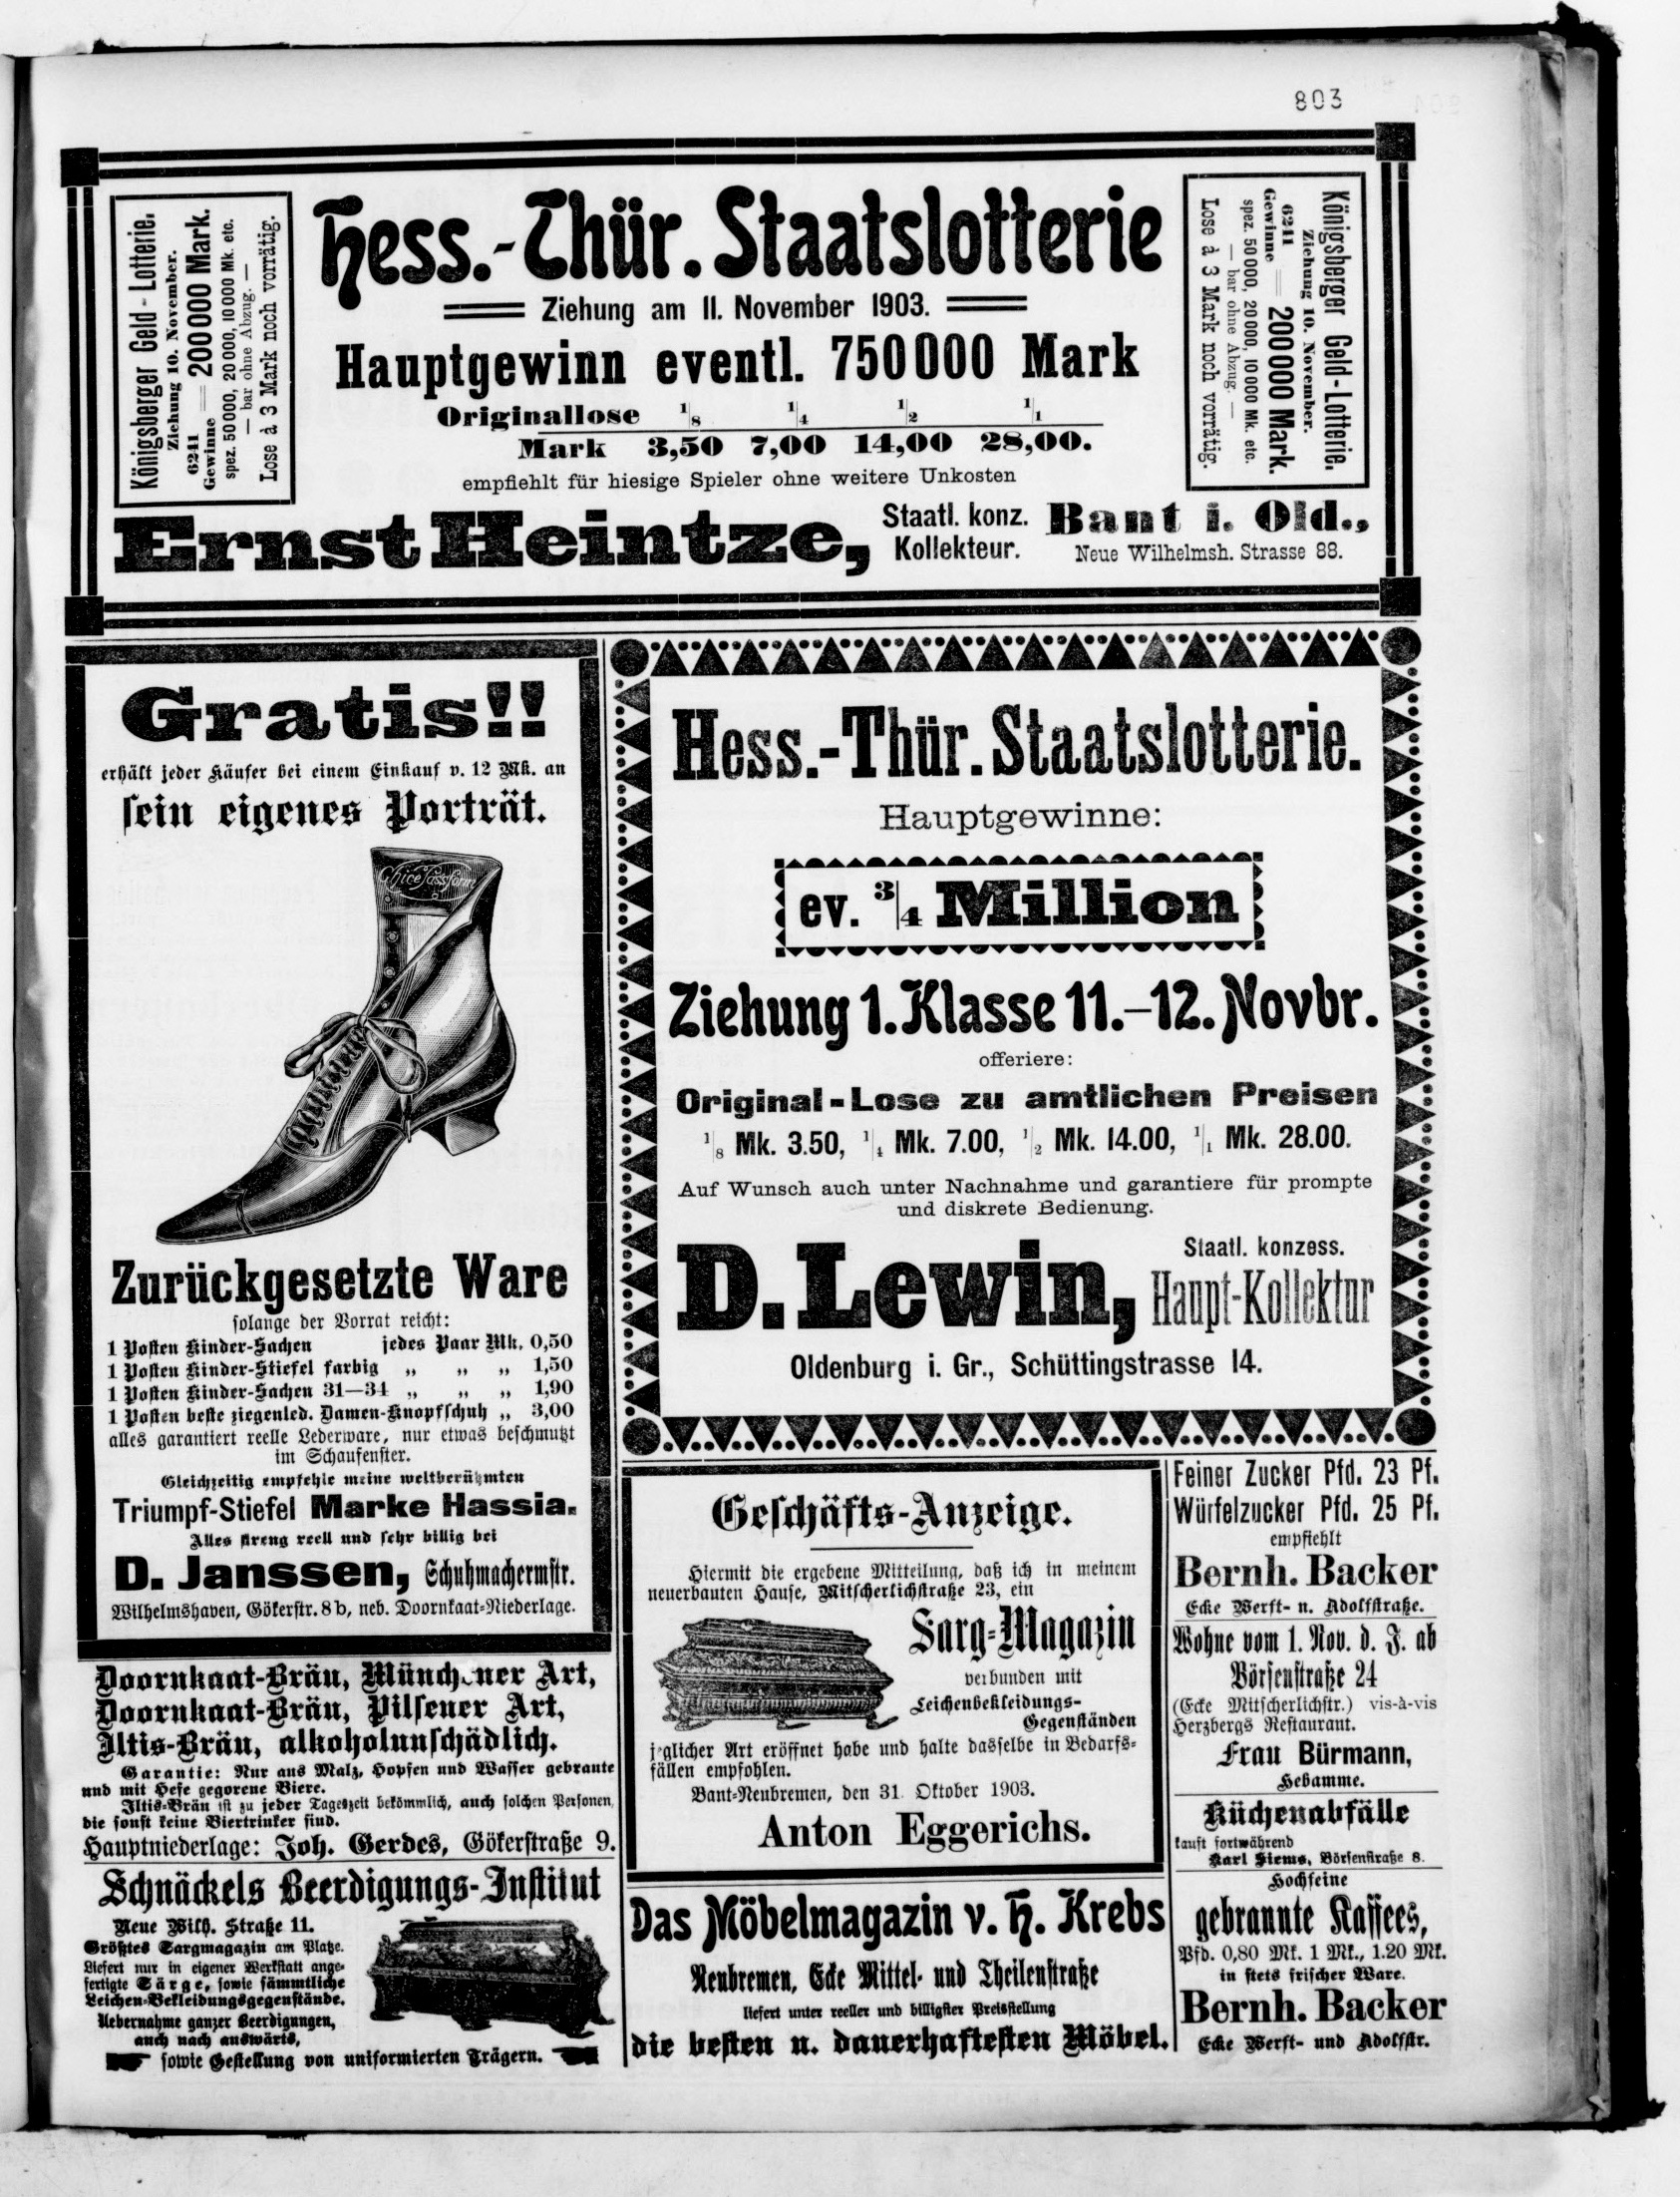 803
Königsberger Geld-Lotterie.
Ziehung 10. November.
6241 Gewinne = 200000 Mark.
spez. 50000, 20000, 10000 Mk. etc.
— bar ohne Abzug. —
Lose à 3 Mark noch vorrätig.
Hess.-Thür. Staatslotterie
Ziehung am 11. November 1903.
Hauptgewinn eventl. 750000 Mark
Originallose 1/8 1/4 1/2 1/1
Mark 3,50 7,00 14,00 28,00.
empfiehlt für hiesige Spieler ohne weitere Unkosten
Ernst Heintze, Staatl. konz. Kollekteur. Bant i. Old.,
Neue Wilhelmsh. Strasse 88.
Königsberger Geld-Lotterie.
Ziehung 10. November.
6241 Gewinne = 200000 Mark.
spez. 50000, 20000, 10000 Mk. etc.
— bar ohne Abzug. —
Lose à 3 Mark noch vorrätig.
Gratis!!
erhält jeder Käufer bei einem Einkauf v. 12 Mk. an
sein eigenes Porträt.
Zurückgesetzte Ware
solange der Vorrat reicht:
1 Posten Kinder-Sachen jedes Paar Mk. 0,50
1 Posten Kinder-Stiefel farbig „ „ „ 1,50
1 Posten Kinder-Sachen 31—34 „ „ „ 1,90
1 Posten beste ziegenled. Damen-Knopfschuh „ 3,00
alles garantiert reelle Lederware, nur etwas beschmutzt
im Schaufenster.
Gleichzeitig empfehle meine weltberühmten
Triumpf-Stiefel Marke Hassia.
Alles streng reell und sehr billig bei
D. Janssen, Schuhmachermstr.
Wilhelmshaven, Gökerstr. 8b, neb. Doornkaat-Niederlage.
Doornkaat-Bräu, Münchener Art,
Doornkaat-Bräu, Pilsener Art,
Iltis-Bräu, alkoholunschädlich.
Garantie: Nur aus Malz, Hopfen und Wasser gebraute
und mit Hefe gegorene Biere.
Iltis-Bräu ist zu jeder Tageszeit bekömmlich, auch solchen Personen,
die sonst keine Biertrinker sind.
Hauptniederlage: Joh. Gerdes, Gökerstraße 9.
Schnäckels Beerdigungs-Institut
Neue Wilh. Straße 11.
Größtes Sargmagazin am Platze.
Liefert nur in eigener Werkstatt ange-
fertigte Särge, sowie sämmtliche
Leichen-Bekleidungsgegenstände.
Uebernahme ganzer Beerdigungen,
auch nach auswärts,
sowie Gestellung von uniformierten Trägern.
Hess.-Thür. Staatslotterie.
Hauptgewinne:
ev. 3/4 Million
Ziehung 1. Klasse 11.–12. Novbr.
offeriere:
Original-Lose zu amtlichen Preisen
1/8 Mk. 3.50, 1/4 Mk. 7.00, 1/2 Mk. 14.00, 1/1 Mk. 28.00.
Auf Wunsch auch unter Nachnahme und garantiere für prompte
und diskrete Bedienung.
D. Lewin, Staatl. konzess. Haupt-Kollektur
Oldenburg i. Gr., Schüttingstrasse 14.
Geschäfts-Anzeige.
Hiermit die ergebene Mitteilung, daß ich in meinem
neuerbauten Hause, Mitscherlichstraße 23, ein
Sarg-Magazin
verbunden mit
Leichenbekleidungs-
Gegenständen
jeglicher Art eröffnet habe und halte dasselbe in Bedarfs-
fällen empfohlen.
Bant-Neubremen, den 31. Oktober 1903.
Anton Eggerichs.
Das Möbelmagazin v. H. Krebs
Neubremen, Ecke Mittel- und Theilenstraße
liefert unter reeller und billigster Preisstellung
die besten u. dauerhaftesten Möbel.
Feiner Zucker Pfd. 23 Pf.
Würfelzucker Pfd. 25 Pf.
empfiehlt
Bernh. Backer
Ecke Werft- u. Adolfstraße.
Wohne vom 1. Nov. d. J. ab
Börsenstraße 24
(Ecke Mitscherlichstr.) vis-à-vis
Herzbergs Restaurant.
Frau Bürmann,
Hebamme.
Küchenabfälle
kauft fortwährend
Karl Siems, Börsenstraße 8.
Hochfeine
gebrannte Kaffees,
Pfd. 0,80 Mk. 1 Mk., 1.20 Mk.
in stets frischer Ware.
Bernh. Backer
Ecke Werft- und Adolfstr.